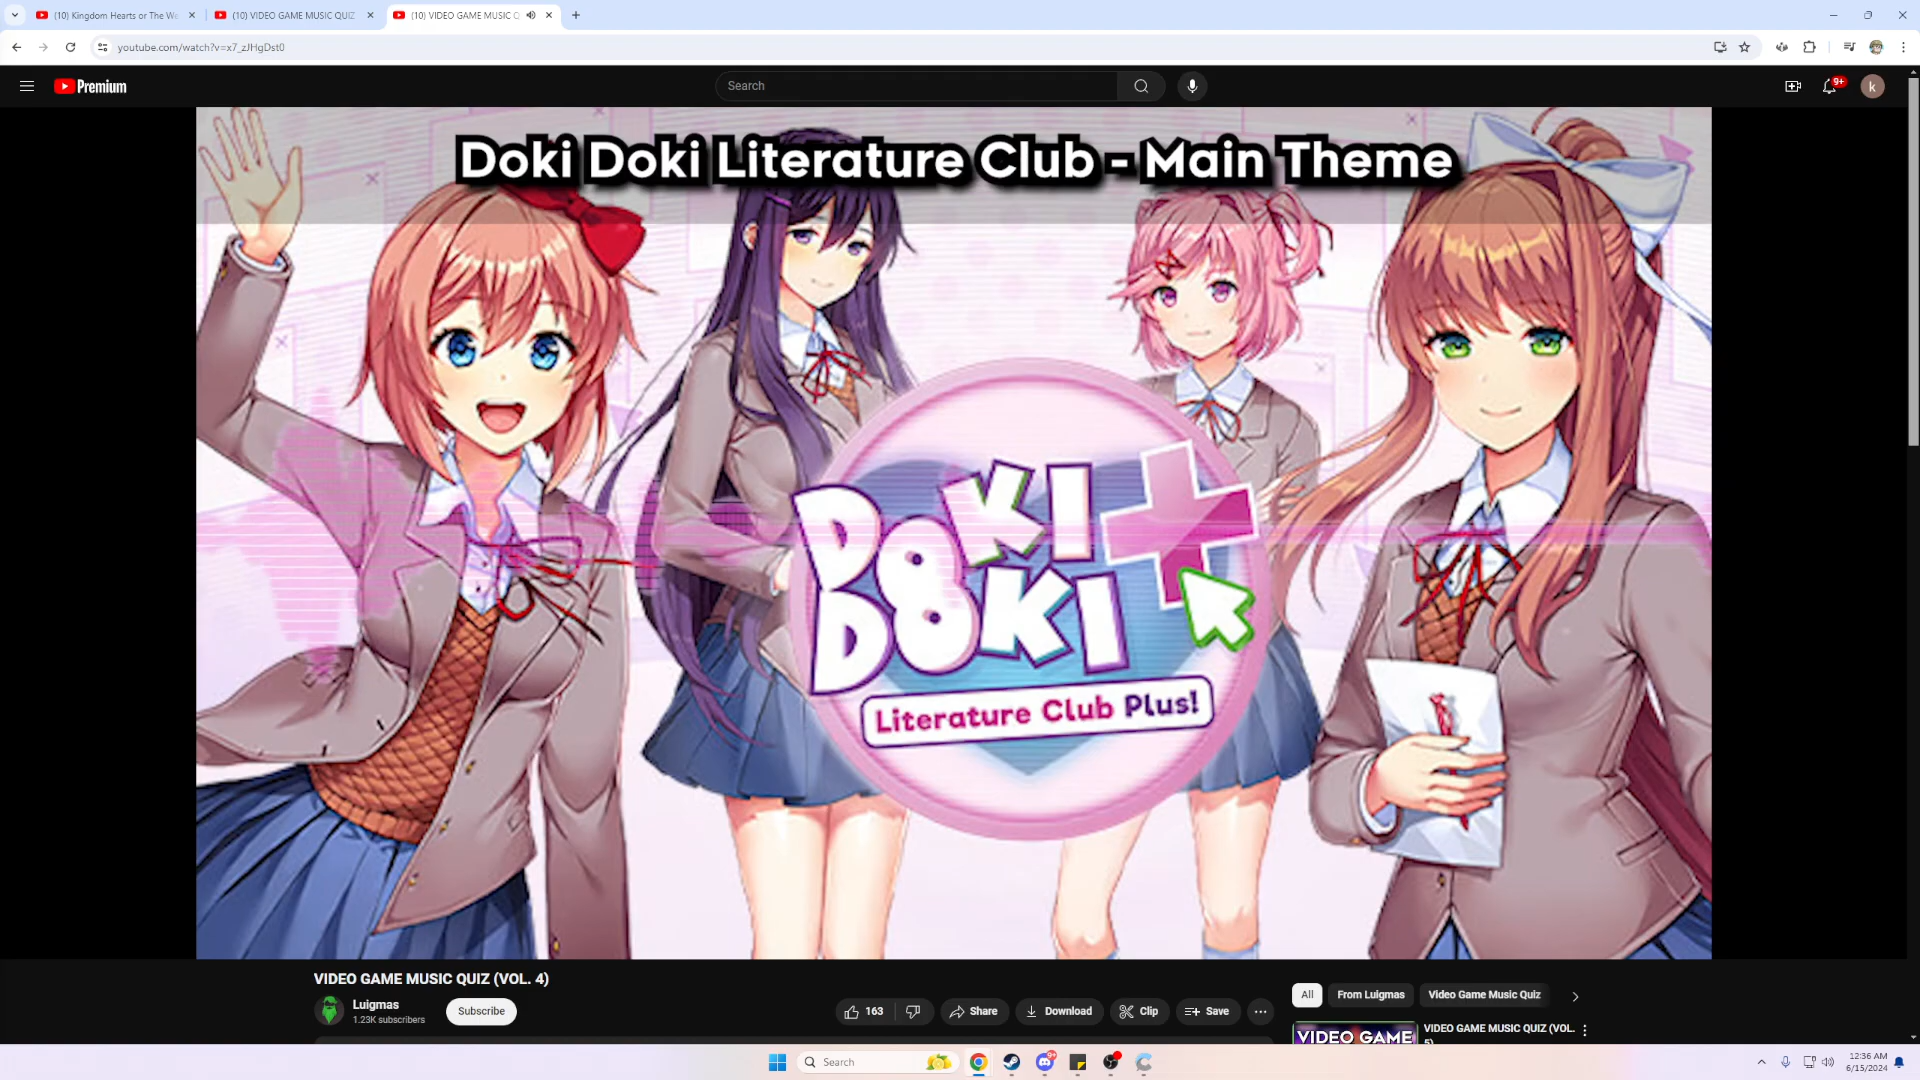 (10) Kingdom Hearts or The We
(10) VIDEO GAME MUSIC QUIZ
(10) VIDEO GAME MUSIC Q
youtube.com/watch?v=x7_zJHgDst0
Premium
Search
9+
k
Doki Doki Literature Club - Main Theme
DOKI
DOKI
Literature Club Plus!
VIDEO GAME MUSIC QUIZ (VOL. 4)
Luigmas
1.23K subscribers
Subscribe
163
Share
Download
Clip
Save
All
From Luigmas
Video Game Music Quiz
VIDEO GAME
VIDEO GAME MUSIC QUIZ (VOL.
5)
Search
9+
12:36 AM
6/15/2024